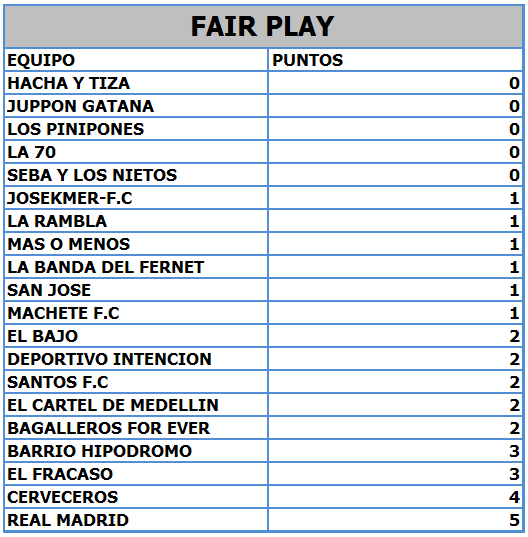 FAIR PLAY
EQUIPO PUNTOS
HACHA Y TIZA 0
JUPPON GATANA 0
LOS PINIPONES 0
LA 70 0
SEBA Y LOS NIETOS 0
JOSEKMER-F.C 1
LA RAMBLA 1
MAS O MENOS 1
LA BANDA DEL FERNET 1
SAN JOSE 1
MACHETE F.C 1
EL BAJO 2
DEPORTIVO INTENCION 2
SANTOS F.C 2
EL CARTEL DE MEDELLIN 2
BAGALLEROS FOR EVER 2
BARRIO HIPODROMO 3
EL FRACASO 3
CERVECEROS 4
REAL MADRID 5